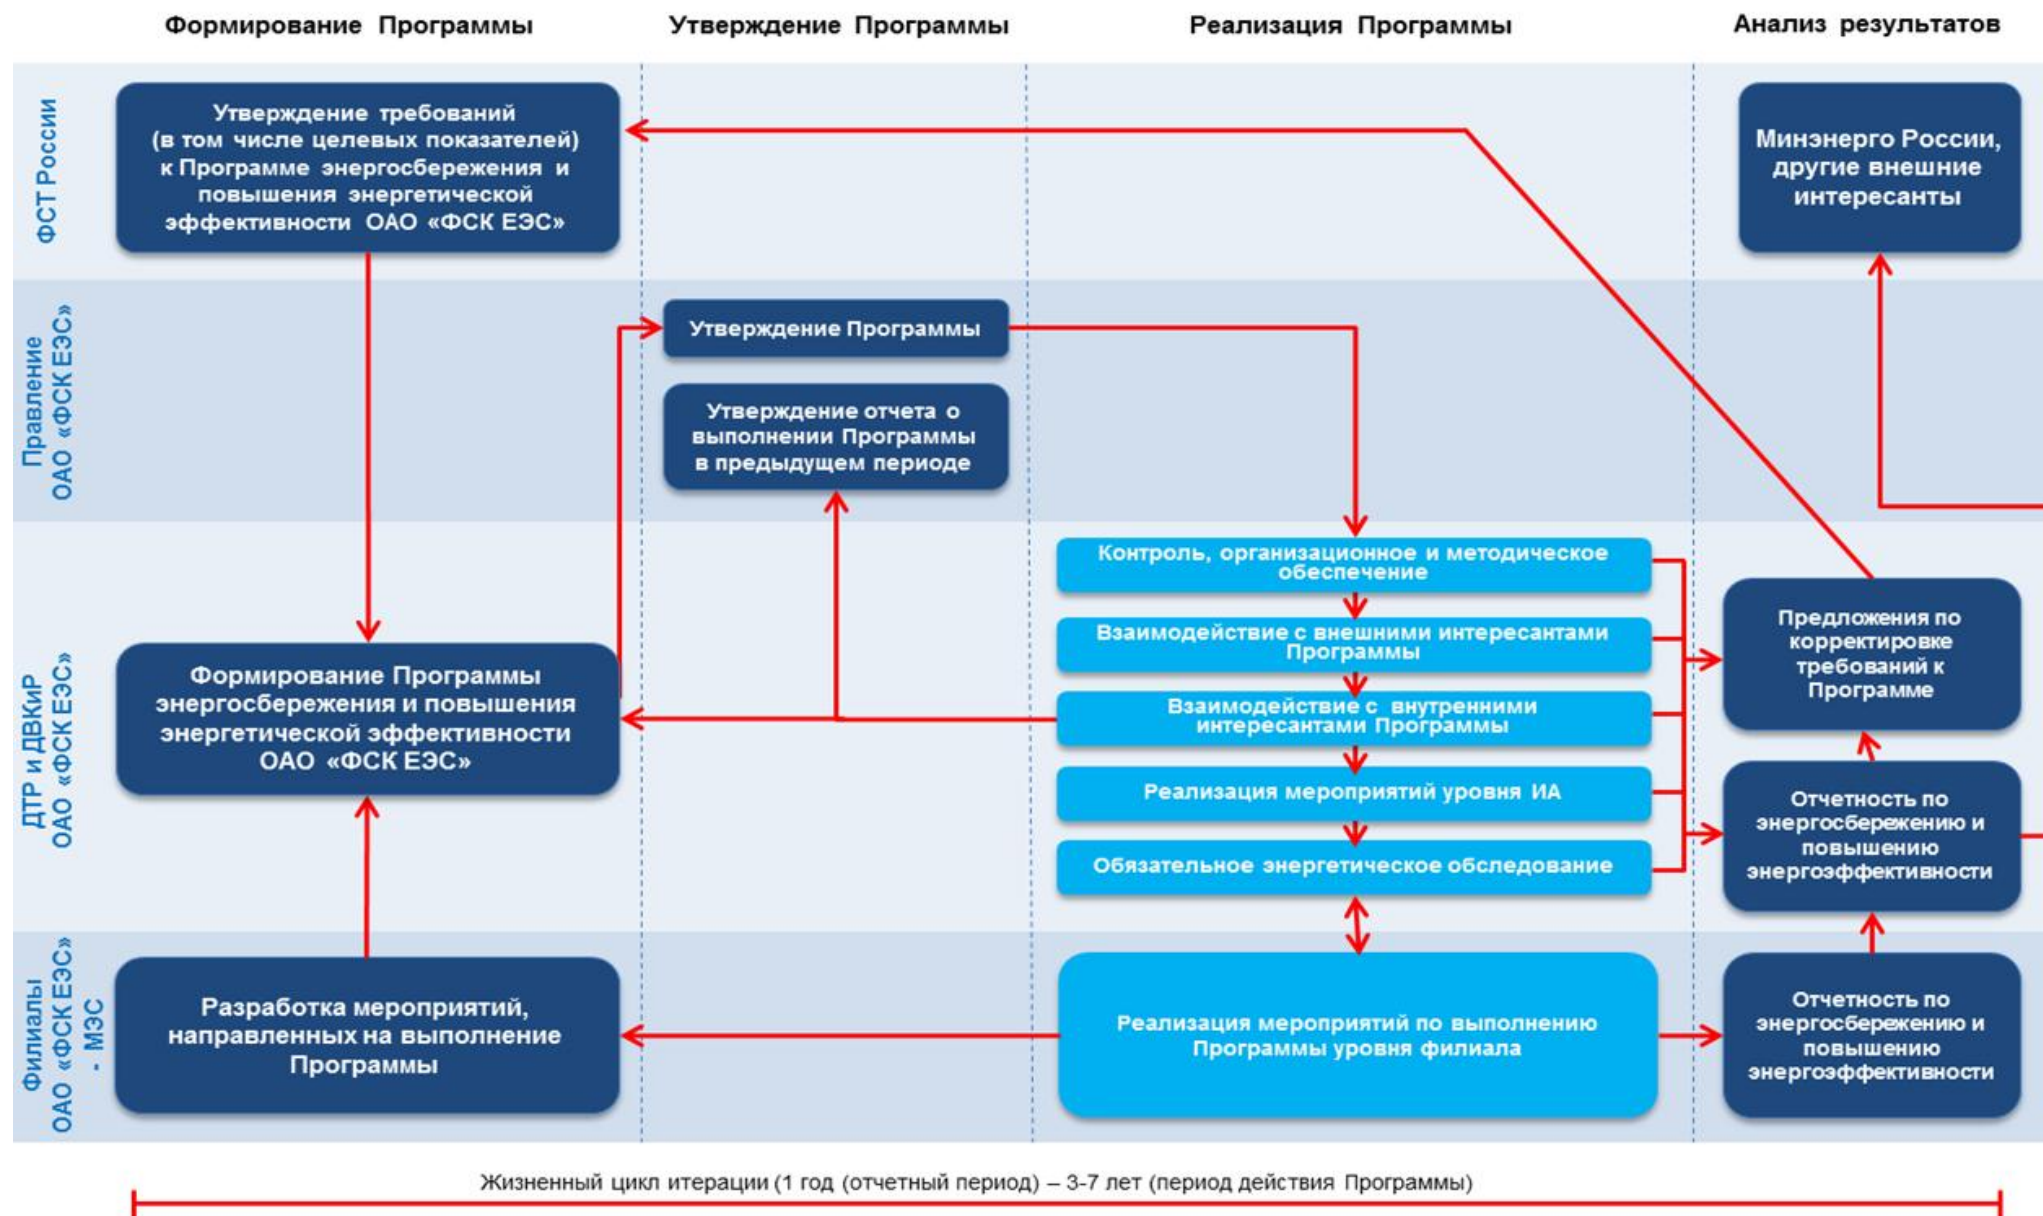 Формирование Программы
Утверждение Программы
Реализация Программы
Анализ результатов
ФСТ России
Утверждение требований
(в том числе целевых показателей)
к Программе энергосбережения и
повышения энергетической
эффективности ОАО «ФСК ЕЭС»
Минэнерго России,
другие внешние
интересанты
Правление
ОАО «ФСК ЕЭС»
Утверждение Программы
Утверждение отчета о
выполнении Программы
в предыдущем периоде
ДТР и ДВКиР
ОАО «ФСК ЕЭС»
Формирование Программы
энергосбережения и повышения
энергетической эффективности
ОАО «ФСК ЕЭС»
Контроль, организационное и методическое
обеспечение
Взаимодействие с внешними интересантами
Программы
Взаимодействие с внутренними
интересантами Программы
Реализация мероприятий уровня ИА
Обязательное энергетическое обследование
Предложения по
корректировке
требований к
Программе
Отчетность по
энергосбережению и
повышению
энергоэффективности
Филиалы
ОАО «ФСК ЕЭС»
- МЭС
Разработка мероприятий,
направленных на выполнение
Программы
Реализация мероприятий по выполнению
Программы уровня филиала
Отчетность по
энергосбережению и
повышению
энергоэффективности
Жизненный цикл итерации (1 год (отчетный период) – 3-7 лет (период действия Программы)